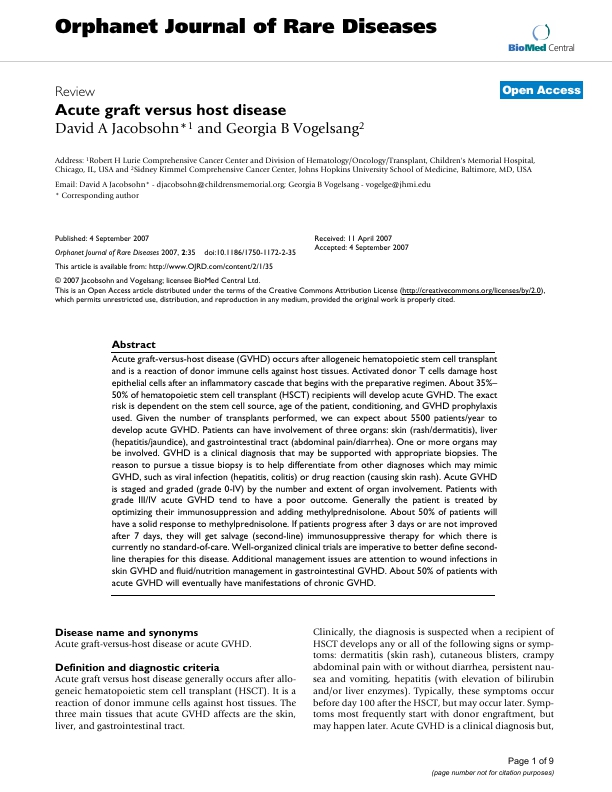 Orphanet Journal of Rare Diseases
BioMed Central
Review
Open Access
Acute graft versus host disease
David A Jacobsohn*1 and Georgia B Vogelsang2
Address: 1Robert H Lurie Comprehensive Cancer Center and Division of Hematology/Oncology/Transplant, Children's Memorial Hospital,
Chicago, IL, USA and 2Sidney Kimmel Comprehensive Cancer Center, Johns Hopkins University School of Medicine, Baltimore, MD, USA
Email: David A Jacobsohn* - djacobsohn@childrensmemorial.org; Georgia B Vogelsang - vogelge@jhmi.edu
* Corresponding author
Published: 4 September 2007
Orphanet Journal of Rare Diseases 2007, 2:35 doi:10.1186/1750-1172-2-35
Received: 11 April 2007
Accepted: 4 September 2007
This article is available from: http://www.OJRD.com/content/2/1/35
© 2007 Jacobsohn and Vogelsang; licensee BioMed Central Ltd.
This is an Open Access article distributed under the terms of the Creative Commons Attribution License (http://creativecommons.org/licenses/by/2.0),
which permits unrestricted use, distribution, and reproduction in any medium, provided the original work is properly cited.
Abstract
Acute graft-versus-host disease (GVHD) occurs after allogeneic hematopoietic stem cell transplant
and is a reaction of donor immune cells against host tissues. Activated donor T cells damage host
epithelial cells after an inflammatory cascade that begins with the preparative regimen. About 35%–
50% of hematopoietic stem cell transplant (HSCT) recipients will develop acute GVHD. The exact
risk is dependent on the stem cell source, age of the patient, conditioning, and GVHD prophylaxis
used. Given the number of transplants performed, we can expect about 5500 patients/year to
develop acute GVHD. Patients can have involvement of three organs: skin (rash/dermatitis), liver
(hepatitis/jaundice), and gastrointestinal tract (abdominal pain/diarrhea). One or more organs may
be involved. GVHD is a clinical diagnosis that may be supported with appropriate biopsies. The
reason to pursue a tissue biopsy is to help differentiate from other diagnoses which may mimic
GVHD, such as viral infection (hepatitis, colitis) or drug reaction (causing skin rash). Acute GVHD
is staged and graded (grade 0-IV) by the number and extent of organ involvement. Patients with
grade III/IV acute GVHD tend to have a poor outcome. Generally the patient is treated by
optimizing their immunosuppression and adding methylprednisolone. About 50% of patients will
have a solid response to methylprednisolone. If patients progress after 3 days or are not improved
after 7 days, they will get salvage (second-line) immunosuppressive therapy for which there is
currently no standard-of-care. Well-organized clinical trials are imperative to better define second-
line therapies for this disease. Additional management issues are attention to wound infections in
skin GVHD and fluid/nutrition management in gastrointestinal GVHD. About 50% of patients with
acute GVHD will eventually have manifestations of chronic GVHD.
Disease name and synonyms
Acute graft-versus-host disease or acute GVHD.
Definition and diagnostic criteria
Acute graft versus host disease generally occurs after allo-
geneic hematopoietic stem cell transplant (HSCT). It is a
reaction of donor immune cells against host tissues. The
three main tissues that acute GVHD affects are the skin,
liver, and gastrointestinal tract.
Clinically, the diagnosis is suspected when a recipient of
HSCT develops any or all of the following signs or symp-
toms: dermatitis (skin rash), cutaneous blisters, crampy
abdominal pain with or without diarrhea, persistent nau-
sea and vomiting, hepatitis (with elevation of bilirubin
and/or liver enzymes). Typically, these symptoms occur
before day 100 after the HSCT, but may occur later. Symp-
toms most frequently start with donor engraftment, but
may happen later. Acute GVHD is a clinical diagnosis but,
Page 1 of 9
(page number not for citation purposes)